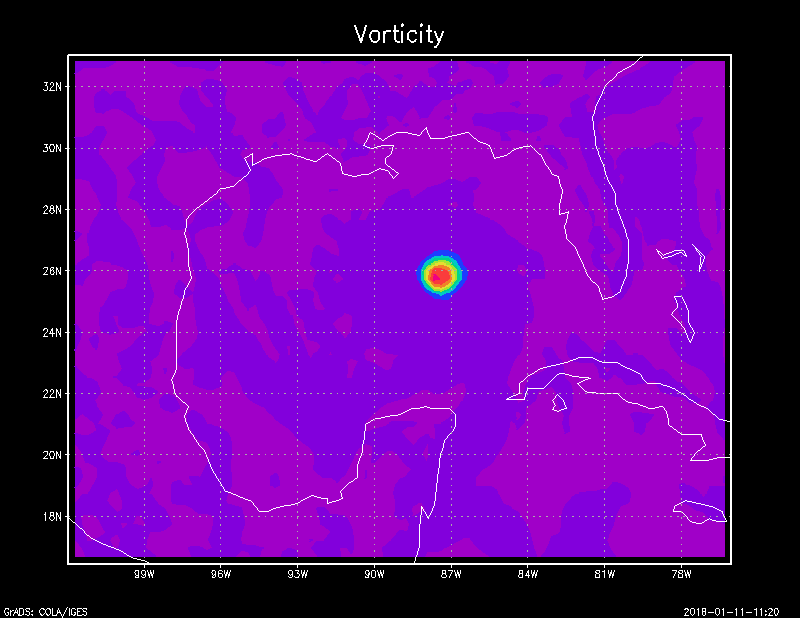 Vorticity
32N
30N
28N
26N
24N
22N
20N
18N
99W 96W 93W 90W 87W 84W 81W 78W
GrADS: COLA/IGES 2018-01-11-11:20